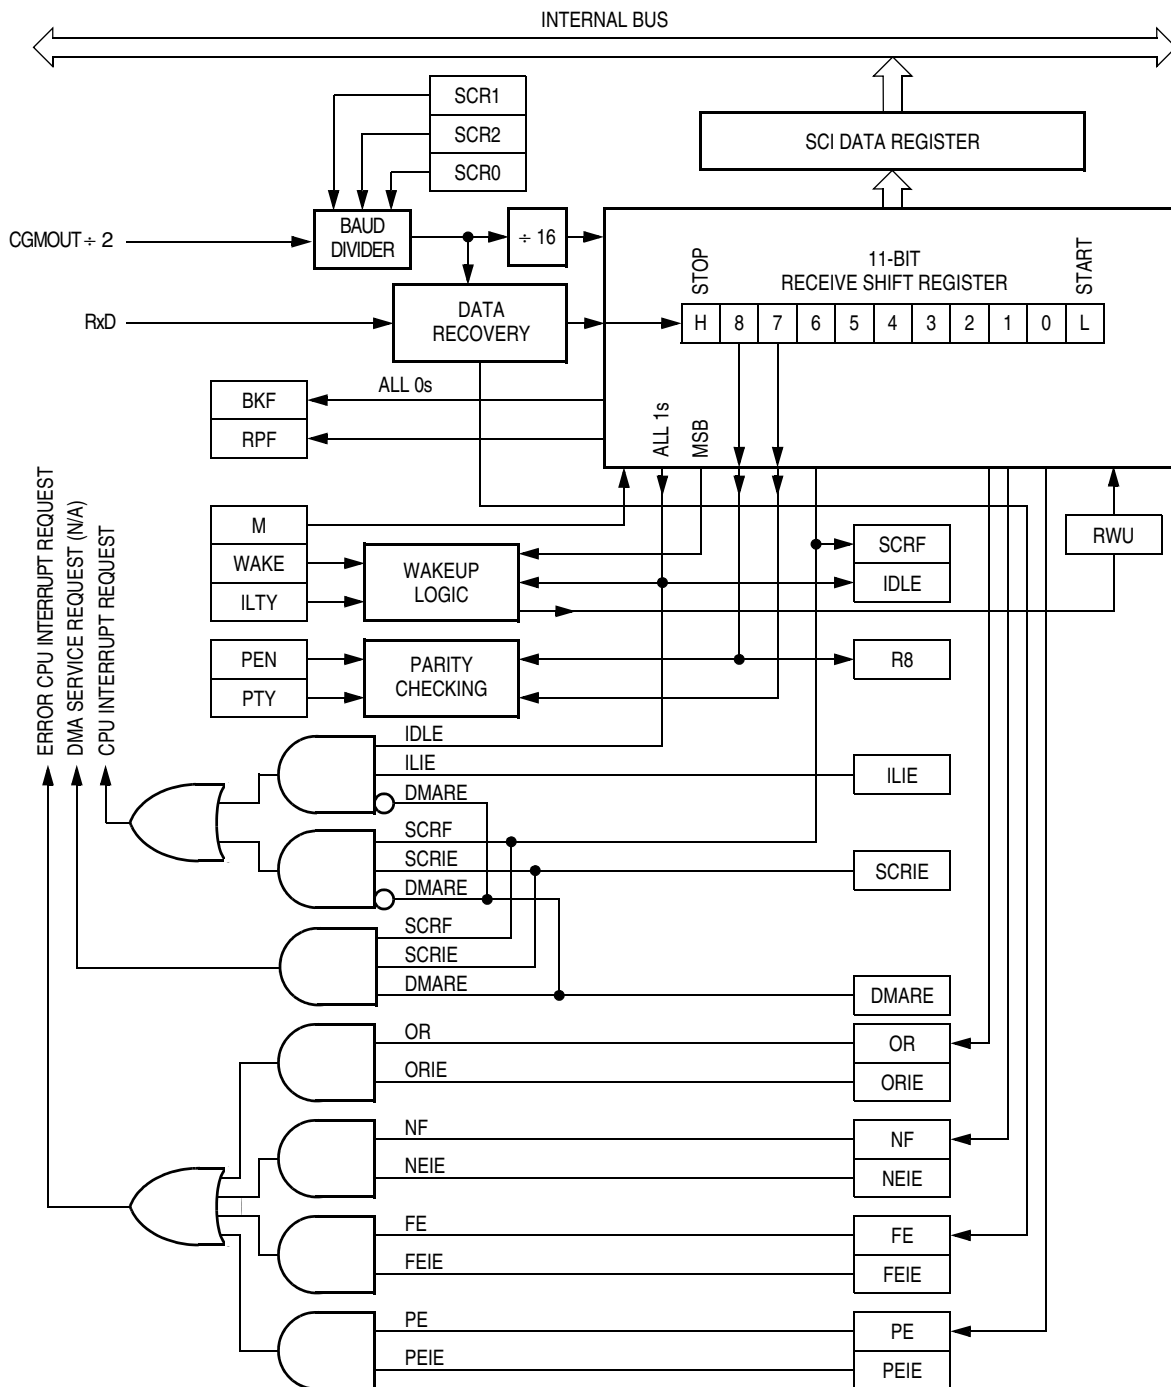 INTERNAL BUS
SCR1
SCR2
SCR0
SCI DATA REGISTER
CGMOUT ÷ 2
BAUD
DIVIDER
÷ 16
STOP
11-BIT
RECEIVE SHIFT REGISTER
START
RxD
DATA
RECOVERY
H 8 7 6 5 4 3 2 1 0 L
ALL 0s
BKF
RPF
ALL 1s
MSB
M
WAKE
ILTY
WAKEUP
LOGIC
SCRF
IDLE
RWU
PEN
PTY
PARITY
CHECKING
R8
ERROR CPU INTERRUPT REQUEST
DMA SERVICE REQUEST (N/A)
CPU INTERRUPT REQUEST
IDLE
ILIE
DMARE
ILIE
SCRF
SCRIE
DMARE
SCRIE
SCRF
SCRIE
DMARE
DMARE
OR
ORIE
OR
ORIE
NF
NEIE
NF
NEIE
FE
FEIE
FE
FEIE
PE
PEIE
PE
PEIE